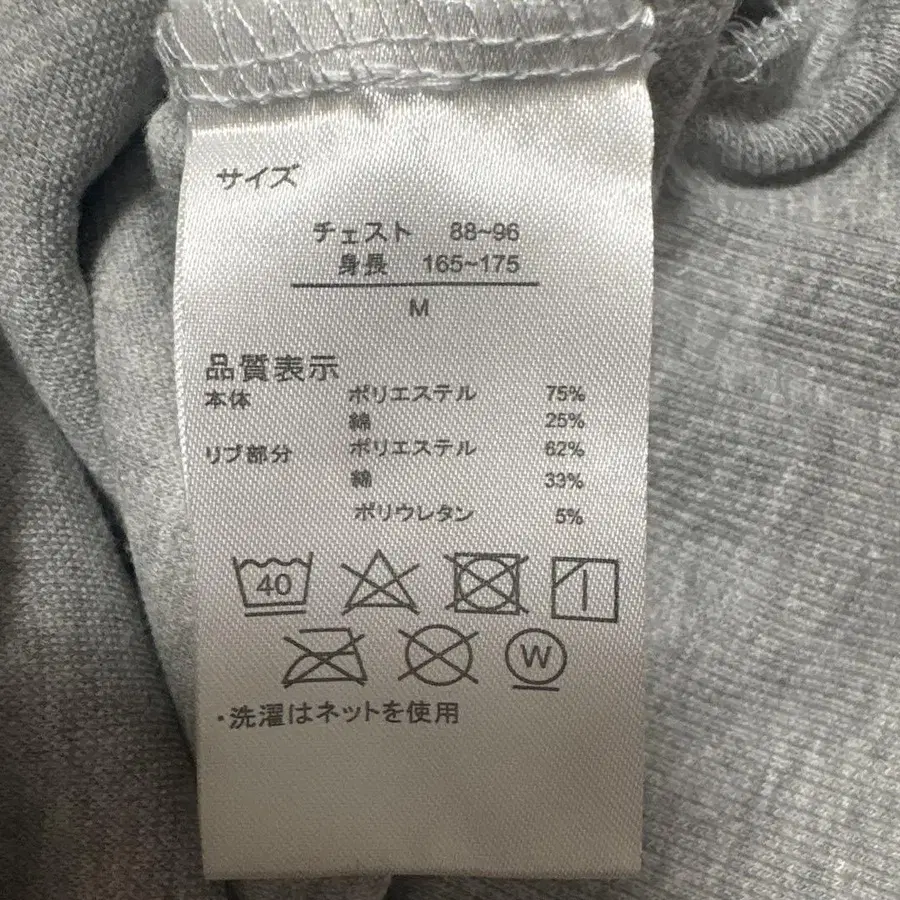 サイズ
チェスト 88~96
身長 165~175
M
品質表示
本体 ポリエステル 75%
綿 25%
リブ部分 ポリエステル 62%
綿 33%
ポリウレタン 5%
40
W
・洗濯はネットを使用